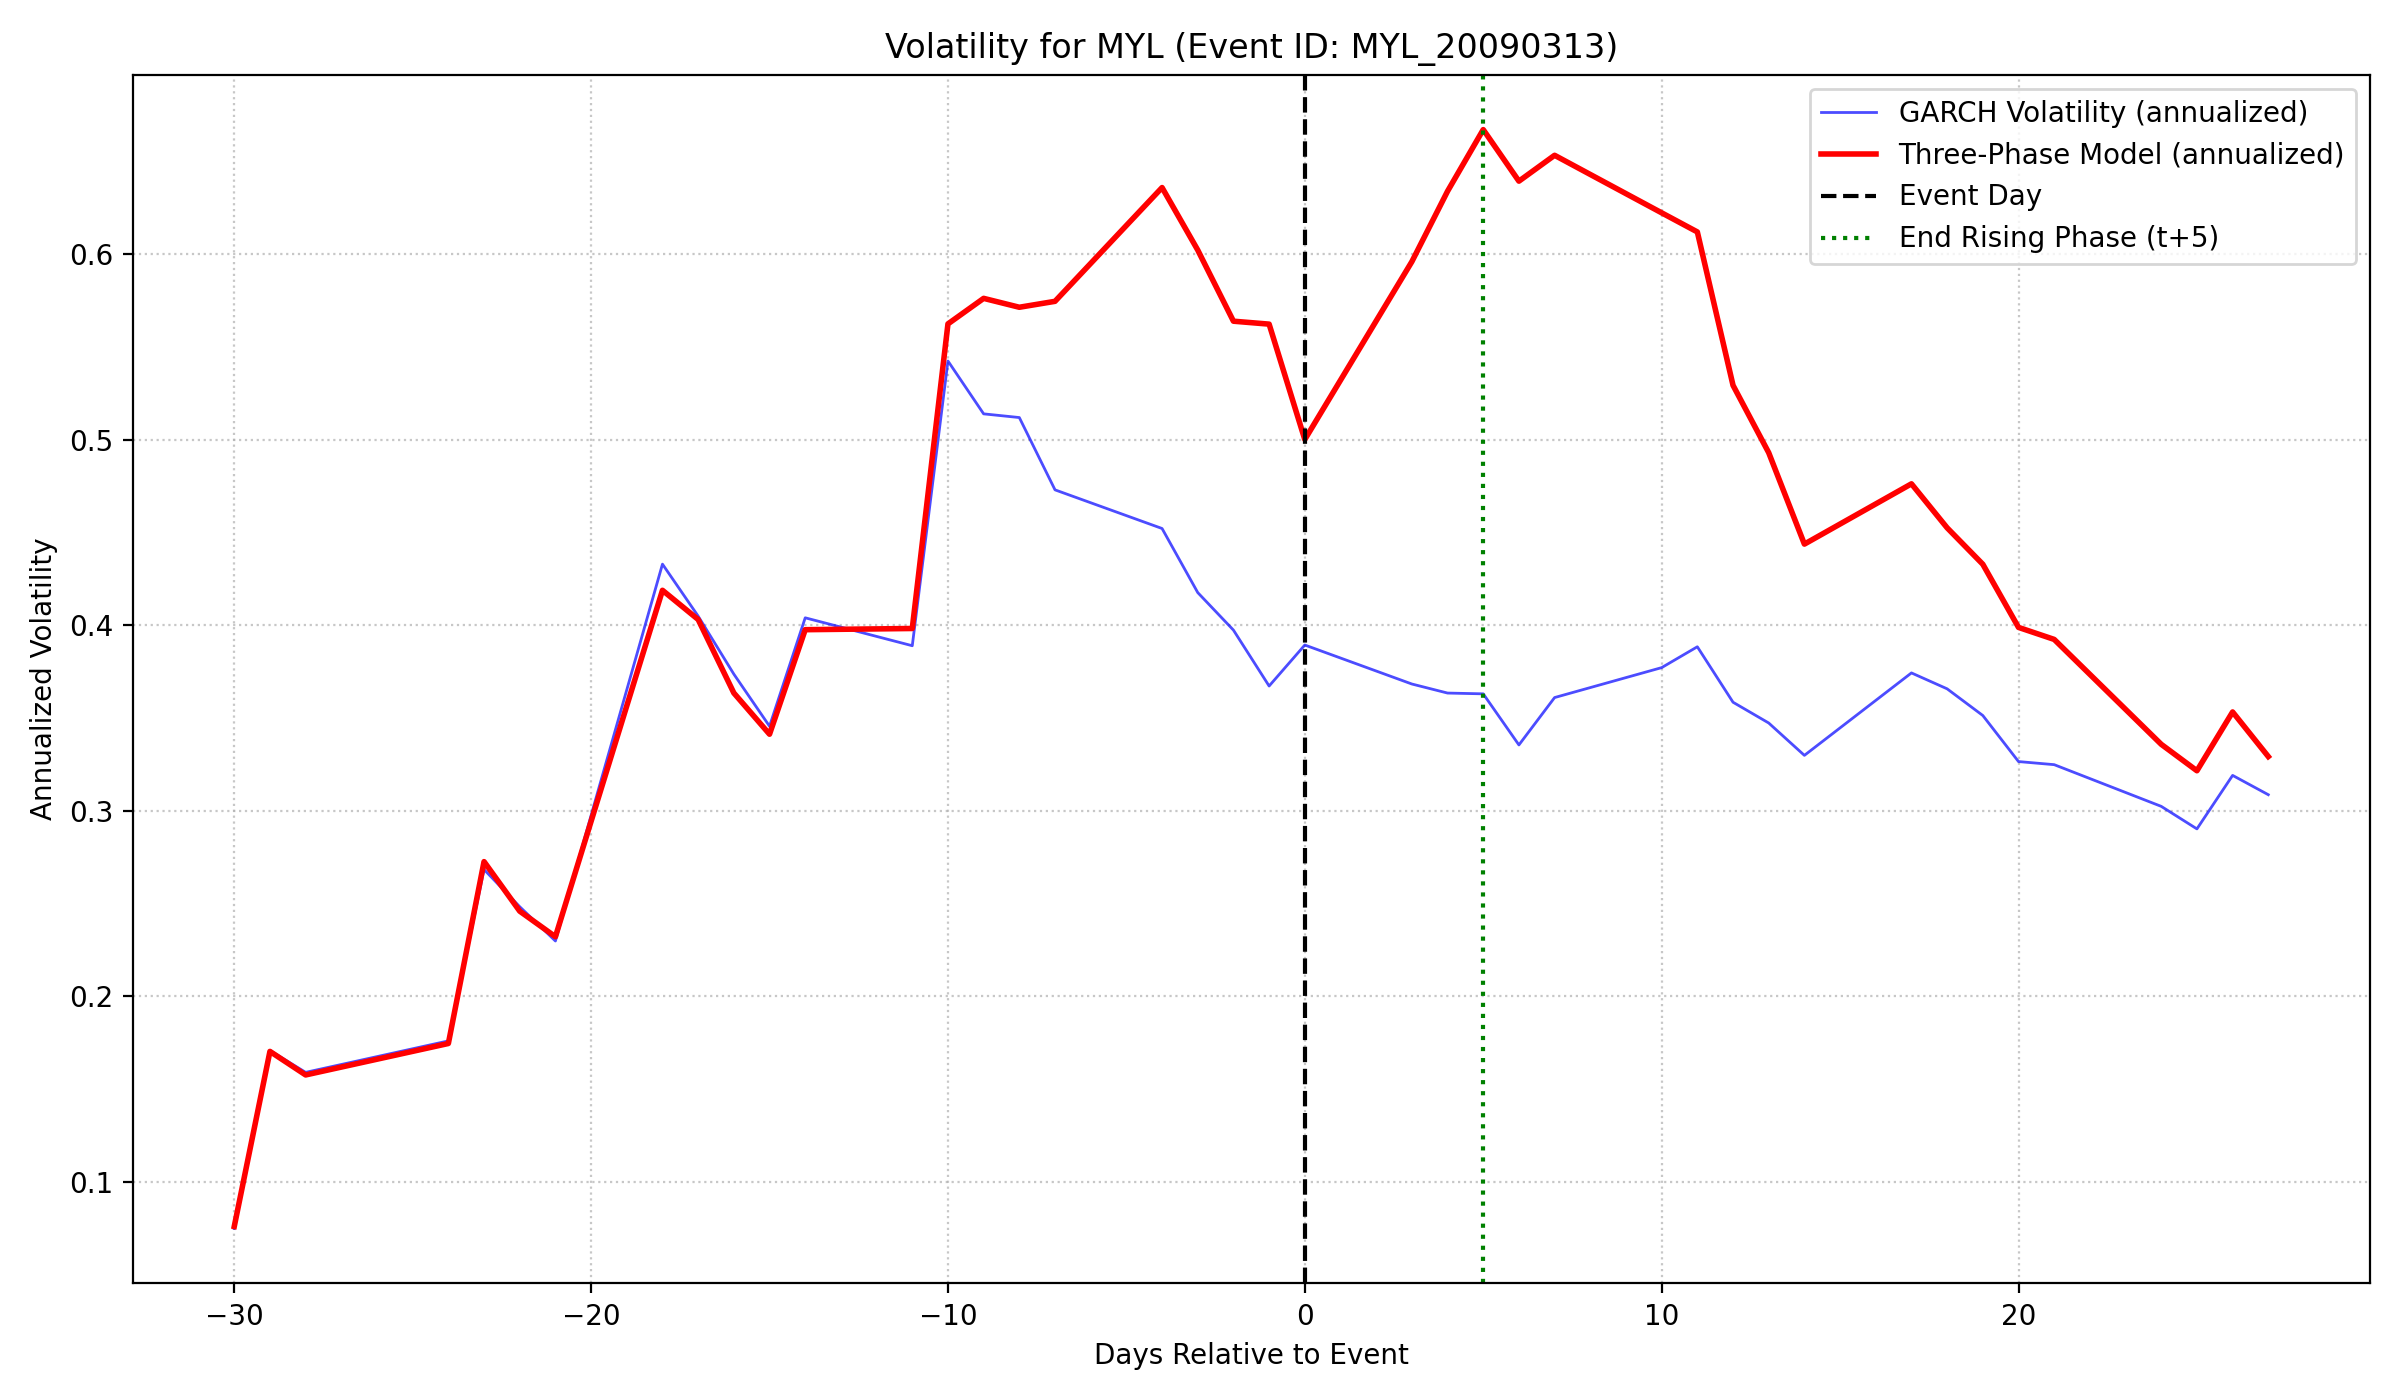 Volatility for MYL (Event ID: MYL_20090313)
GARCH Volatility (annualized)
Three-Phase Model (annualized)
Event Day
End Rising Phase (t+5)
Annualized Volatility
0.6
0.5
0.4
0.3
0.2
0.1
−30
−20
−10
0
10
20
Days Relative to Event